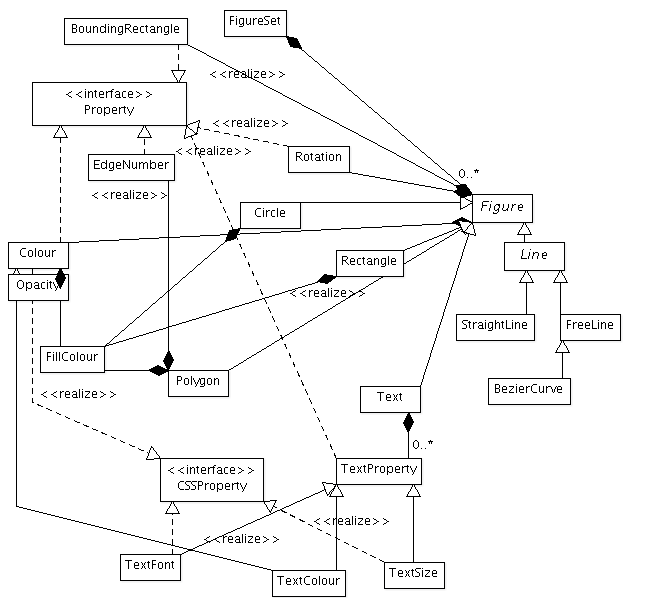 FigureSet
BoundingRectangle
<<realize>>
<<interface>>
Property
<<realize>>
<<realize>>
Rotation
EdgeNumber
0..*
<<realize>>
Figure
Circle
Colour
Line
Rectangle
Opacity
<<realize>>
StraightLine
FreeLine
FillColour
Polygon
BezierCurve
<<realize>>
Text
0..*
<<interface>>
CSSProperty
TextProperty
<<realize>>
<<realize>>
TextFont
TextColour
TextSize